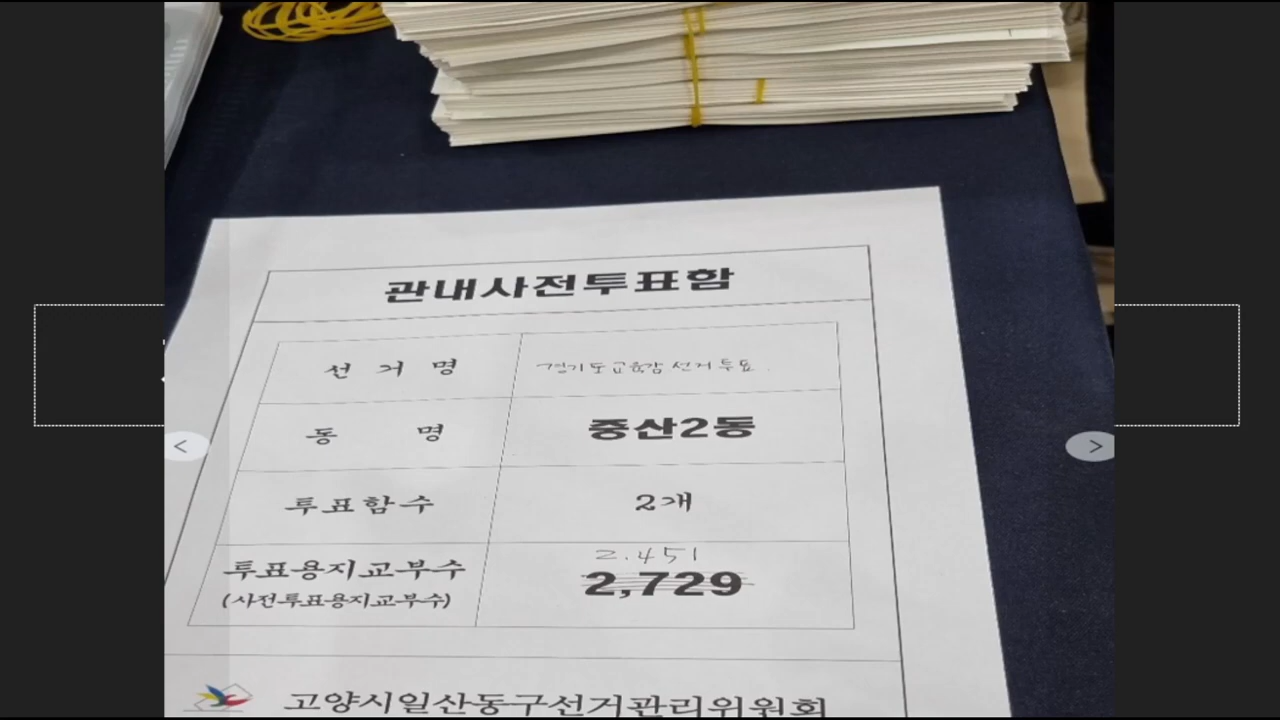 관내사전투표함
선 거 명 경기도교육감 선거투표
동 명 중산2동
투표함수 2개
2.451
투표용지교부수 2,729
(사전투표용지교부수)
고양시일산동구선거관리위원회